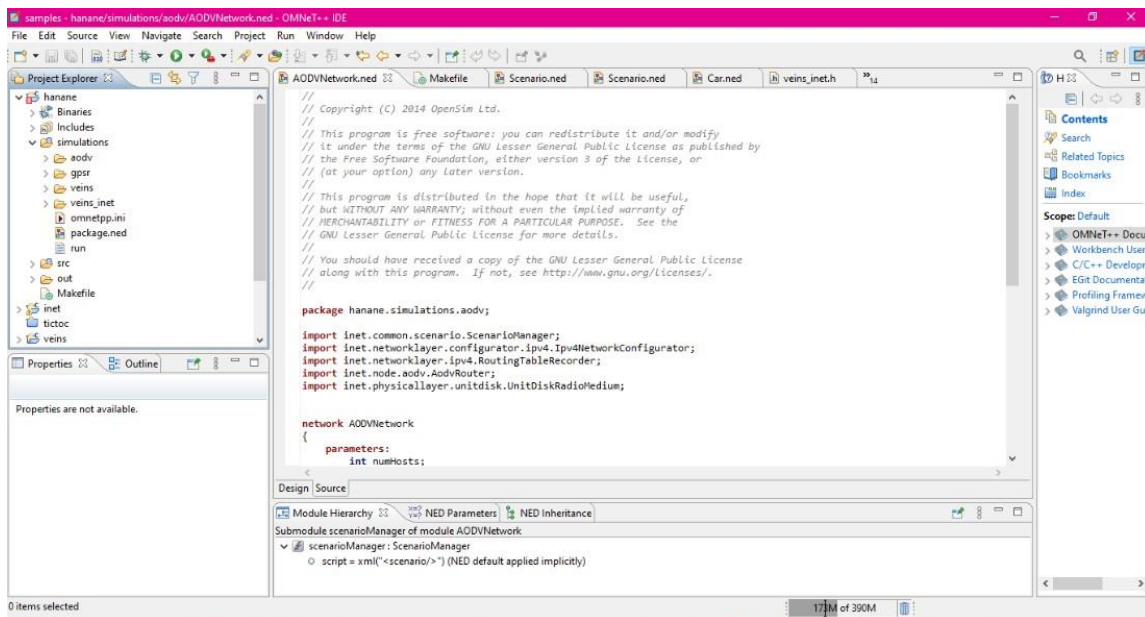 samples - hanane/simulations/aodv/AODVNetwork.ned - OMNeT++ IDE
File Edit Source View Navigate Search Project Run Window Help
Project Explorer
hanane
Binaries
Includes
simulations
aodv
gpsr
veins
veins_inet
omnetpp.ini
package.ned
run
src
out
Makefile
inet
tictoc
veins
Properties Outline
Properties are not available.
AODVNetwork.ned Makefile Scenario.ned Scenario.ned Car.ned veins_inet.h »14
//
// Copyright (C) 2014 OpenSim Ltd.
//
// This program is free software: you can redistribute it and/or modify
// it under the terms of the GNU Lesser General Public License as published by
// the Free Software Foundation, either version 3 of the License, or
// (at your option) any later version.
//
// This program is distributed in the hope that it will be useful,
// but WITHOUT ANY WARRANTY; without even the implied warranty of
// MERCHANTABILITY or FITNESS FOR A PARTICULAR PURPOSE.  See the
// GNU Lesser General Public License for more details.
//
// You should have received a copy of the GNU Lesser General Public License
// along with this program.  If not, see http://www.gnu.org/licenses/.
//
package hanane.simulations.aodv;
import inet.common.scenario.ScenarioManager;
import inet.networklayer.configurator.ipv4.Ipv4NetworkConfigurator;
import inet.networklayer.ipv4.RoutingTableRecorder;
import inet.node.aodv.AodvRouter;
import inet.physicallayer.unitdisk.UnitDiskRadioMedium;
network AODVNetwork
{
parameters:
int numHosts;
Design Source
Module Hierarchy NED Parameters NED Inheritance
Submodule scenarioManager of module AODVNetwork
scenarioManager : ScenarioManager
script = xml("<scenario/>") (NED default applied implicitly)
H
Contents
Search
Related Topics
Bookmarks
Index
Scope: Default
OMNeT++ Docu
Workbench User
C/C++ Developr
EGit Documenta
Profiling Framew
Valgrind User Gu
0 items selected
173M of 390M